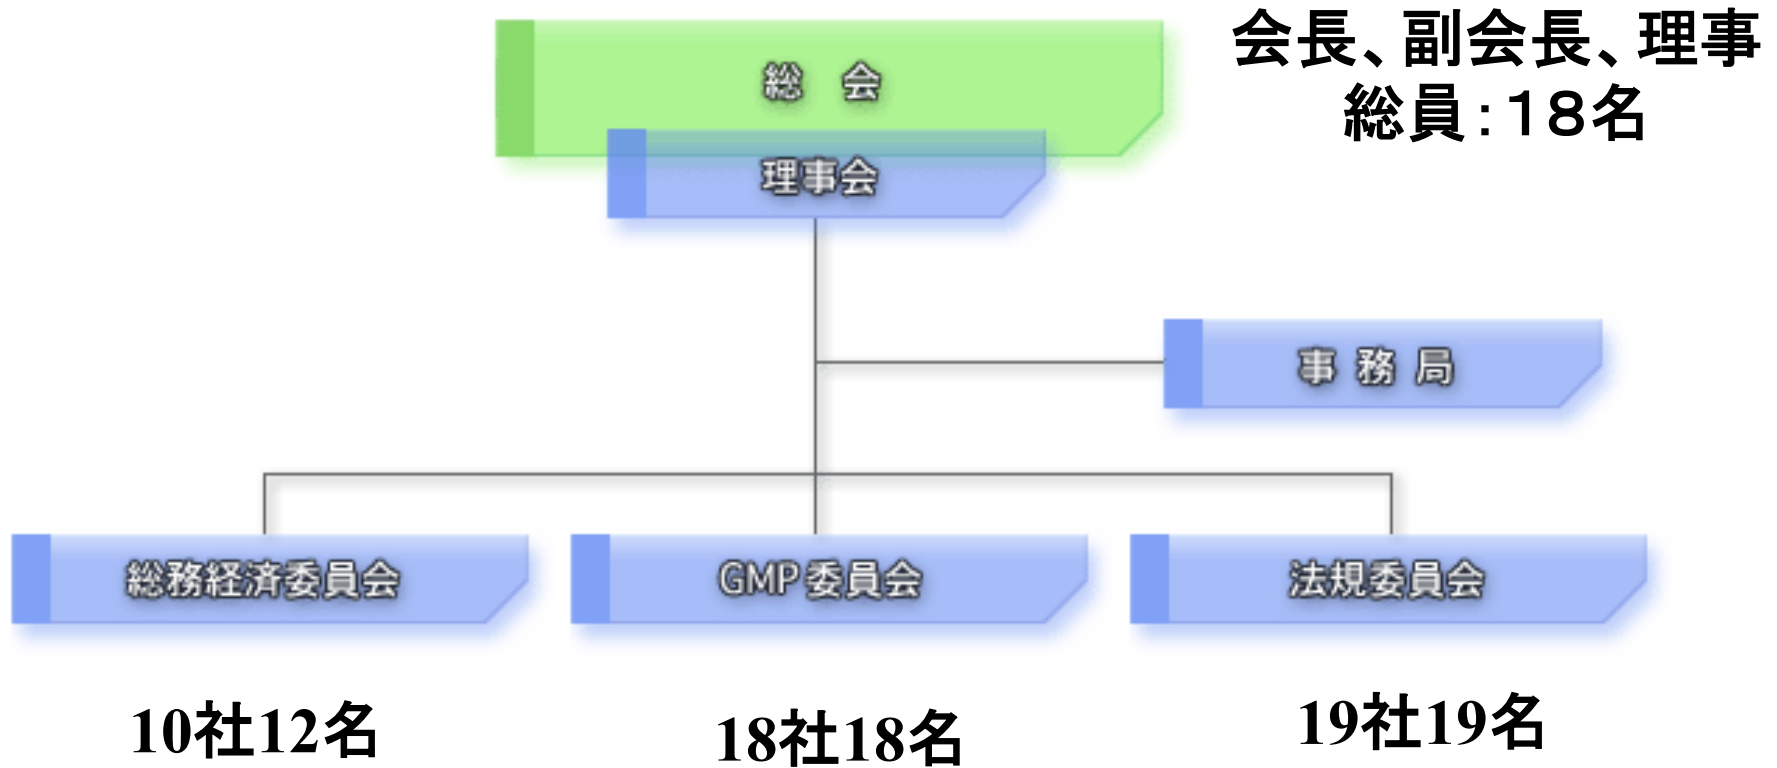 会長、副会長、理事
総員：１８名
総　会
理事会
事 務 局
総務経済委員会
GMP委員会
法規委員会
10社12名
18社18名
19社19名